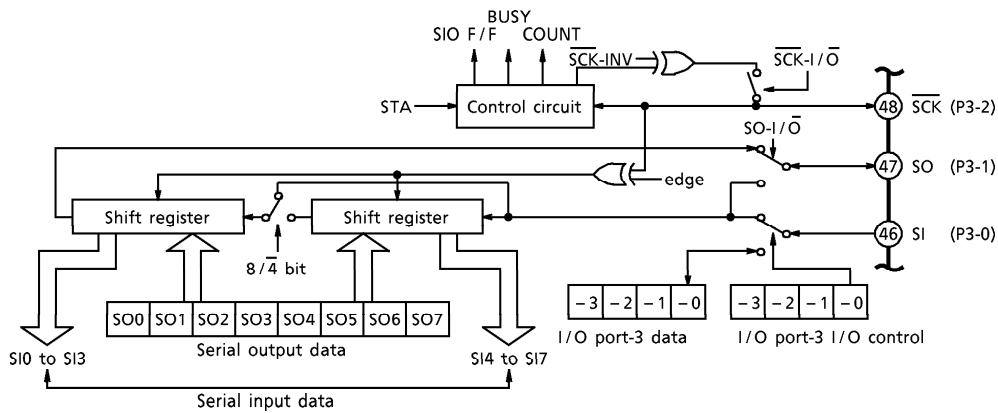 BUSY
SIO F/F COUNT
S̅C̅K̅-INV
S̅C̅K̅-I/O̅
STA
Control circuit
48 S̅C̅K̅ (P3-2)
SO-I/O̅
47 SO (P3-1)
edge
Shift register
Shift register
46 SI (P3-0)
8/4̅ bit
-3 -2 -1 -0
-3 -2 -1 -0
SO0 SO1 SO2 SO3 SO4 SO5 SO6 SO7
I/O port-3 data
I/O port-3 I/O control
Serial output data
SI0 to SI3
SI4 to SI7
Serial input data